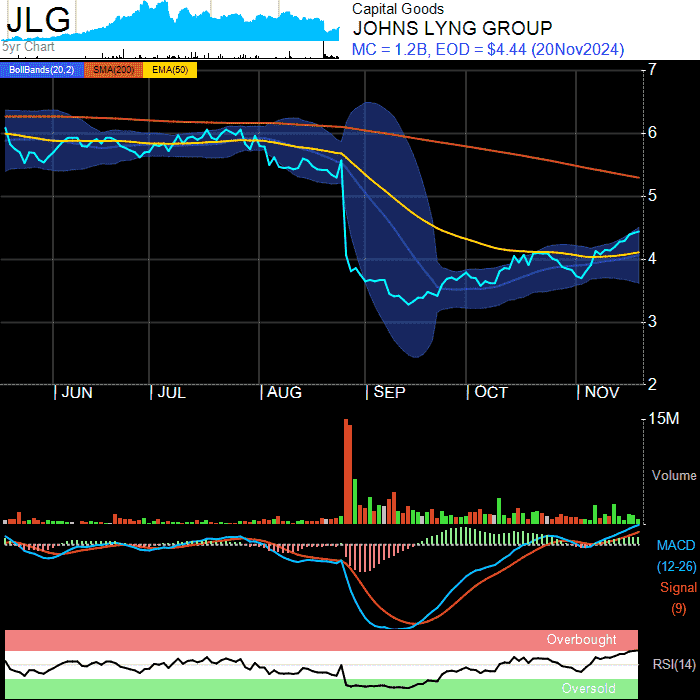 JLG
5yr Chart
Capital Goods
JOHNS LYNG GROUP
MC = 1.2B, EOD = $4.44 (20Nov2024)
BollBands(20,2) SMA(200) EMA(50)
7
6
5
4
3
2
JUN JUL AUG SEP OCT NOV
15M
Volume
MACD
(12-26)
Signal
(9)
Overbought
RSI(14)
Oversold